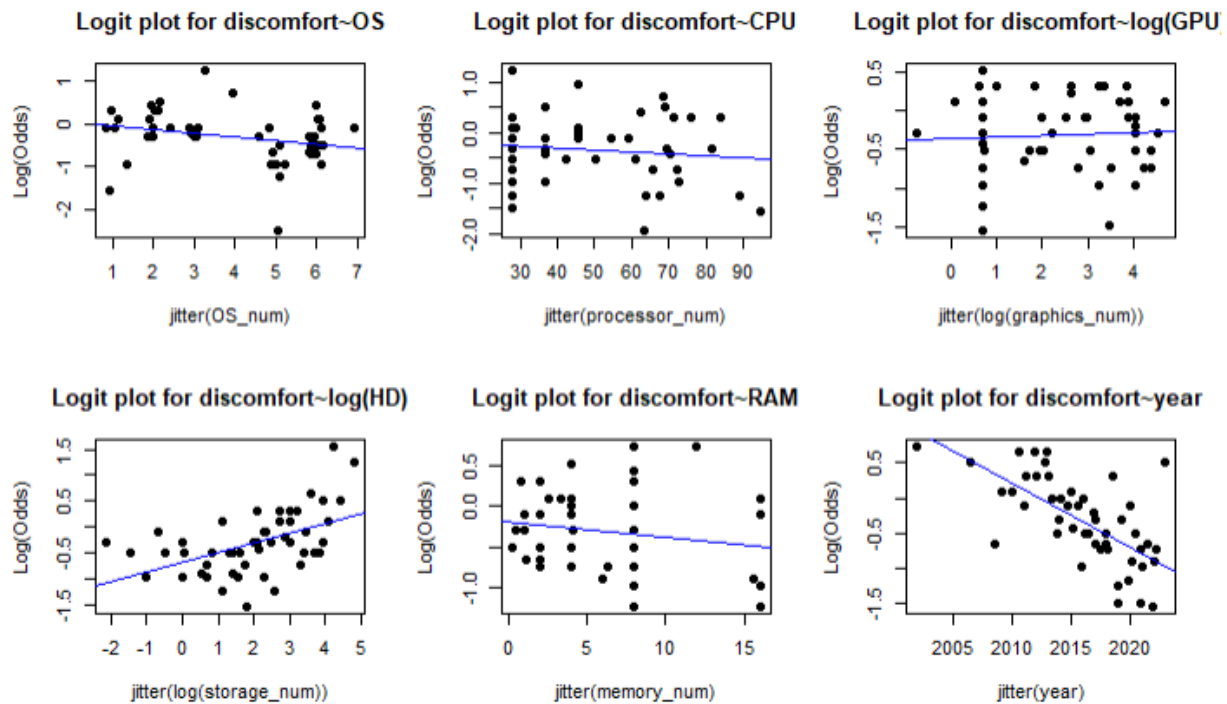 Logit plot for discomfort~OS
Log(Odds)
1
0
-1
-2
1 2 3 4 5 6 7
jitter(OS_num)
Logit plot for discomfort~CPU
Log(Odds)
1.0
0.0
-1.0
-2.0
30 40 50 60 70 80 90
jitter(processor_num)
Logit plot for discomfort~log(GPU)
Log(Odds)
0.5
-0.5
-1.5
0 1 2 3 4
jitter(log(graphics_num))
Logit plot for discomfort~log(HD)
Log(Odds)
1.5
0.5
-0.5
-1.5
-2 -1 0 1 2 3 4 5
jitter(log(storage_num))
Logit plot for discomfort~RAM
Log(Odds)
0.5
-1.0
0 5 10 15
jitter(memory_num)
Logit plot for discomfort~year
Log(Odds)
0.5
-0.5
-1.5
2005 2010 2015 2020
jitter(year)